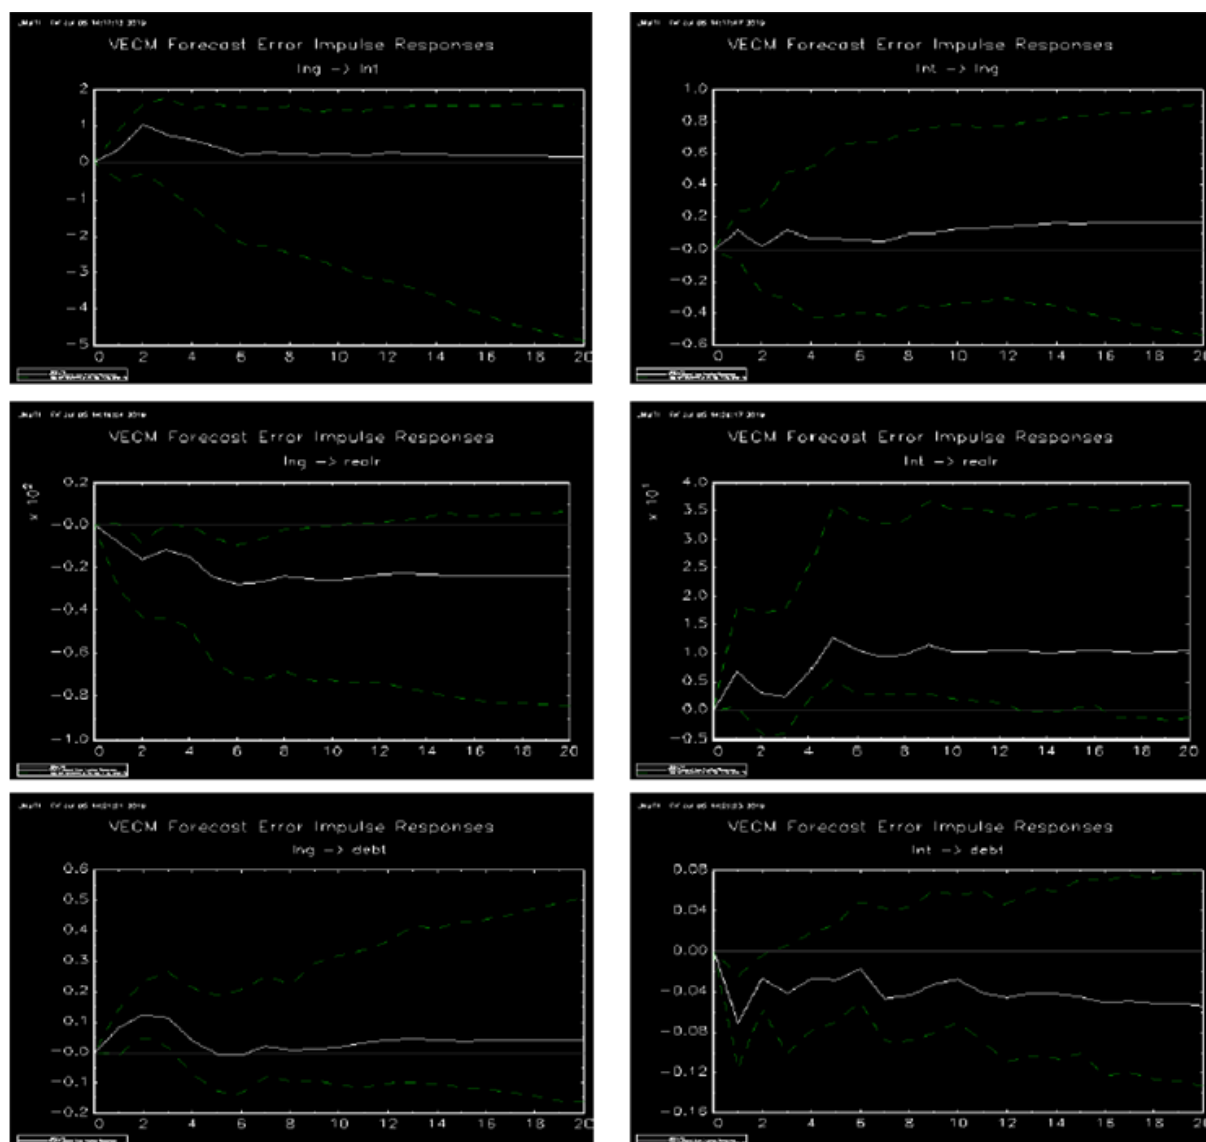 VECM Forecast Error Impulse Responses
lng -> lnt
2
1
0
-1
-2
-3
-4
-5
0 2 4 6 8 10 12 14 16 18 20
VECM Forecast Error Impulse Responses
lnt -> lng
1.0
0.8
0.6
0.4
0.2
-0.0
-0.2
-0.4
-0.6
0 2 4 6 8 10 12 14 16 18 20
VECM Forecast Error Impulse Responses
lng -> realr
x 10²
0.2
-0.0
-0.2
-0.4
-0.6
-0.8
-1.0
0 2 4 6 8 10 12 14 16 18 20
VECM Forecast Error Impulse Responses
lnt -> realr
x 10¹
4.0
3.5
3.0
2.5
2.0
1.5
1.0
0.5
0.0
-0.5
0 2 4 6 8 10 12 14 16 18 20
VECM Forecast Error Impulse Responses
lng -> debt
0.6
0.5
0.4
0.3
0.2
0.1
-0.0
-0.1
-0.2
0 2 4 6 8 10 12 14 16 18 20
VECM Forecast Error Impulse Responses
lnt -> debt
0.08
0.04
0.00
-0.04
-0.08
-0.12
-0.16
0 2 4 6 8 10 12 14 16 18 20